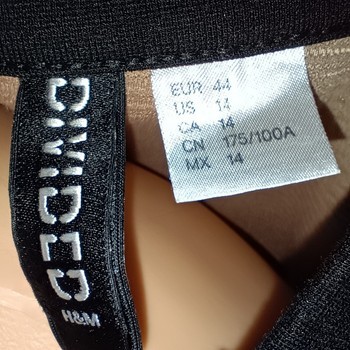 DIVIDED
H&M
EUR 44
US 14
CA 14
CN 175/100A
MX 14